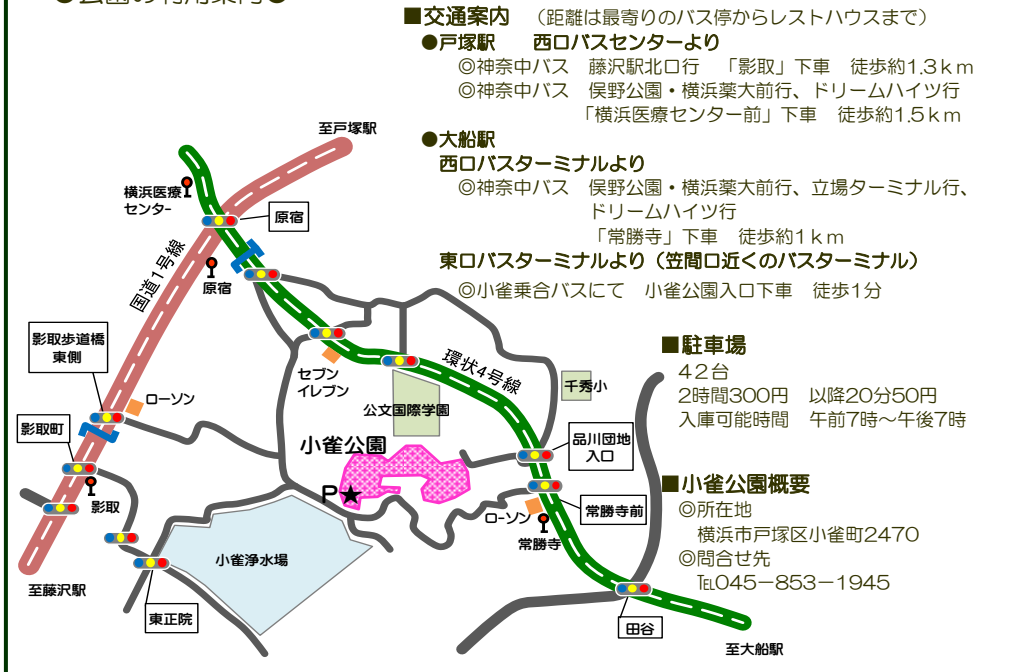 ●公園の利用案内●
■交通案内　（距離は最寄りのバス停からレストハウスまで）
●戸塚駅　　西口バスセンターより
◎神奈中バス　藤沢駅北口行　「影取」下車　徒歩約1.3ｋｍ
◎神奈中バス　俣野公園・横浜薬大前行、ドリームハイツ行
「横浜医療センター前」下車　徒歩約1.5ｋｍ
●大船駅
西口バスターミナルより
◎神奈中バス　俣野公園・横浜薬大前行、立場ターミナル行、
ドリームハイツ行
「常勝寺」下車　徒歩約1ｋｍ
東口バスターミナルより（笠間口近くのバスターミナル）
◎小雀乗合バスにて　小雀公園入口下車　徒歩1分
■駐車場
42台
2時間300円　以降20分50円
入庫可能時間　午前7時～午後7時
■小雀公園概要
◎所在地
横浜市戸塚区小雀町2470
◎問合せ先
℡045－853－1945
至戸塚駅
横浜医療
センター
原宿
国道1号線
原宿
影取歩道橋
東側
セブン
イレブン
環状4号線
千秀小
ローソン
公文国際学園
影取町
小雀公園
品川団地
入口
P★
影取
ローソン
常勝寺前
常勝寺
小雀浄水場
至藤沢駅
東正院
田谷
至大船駅